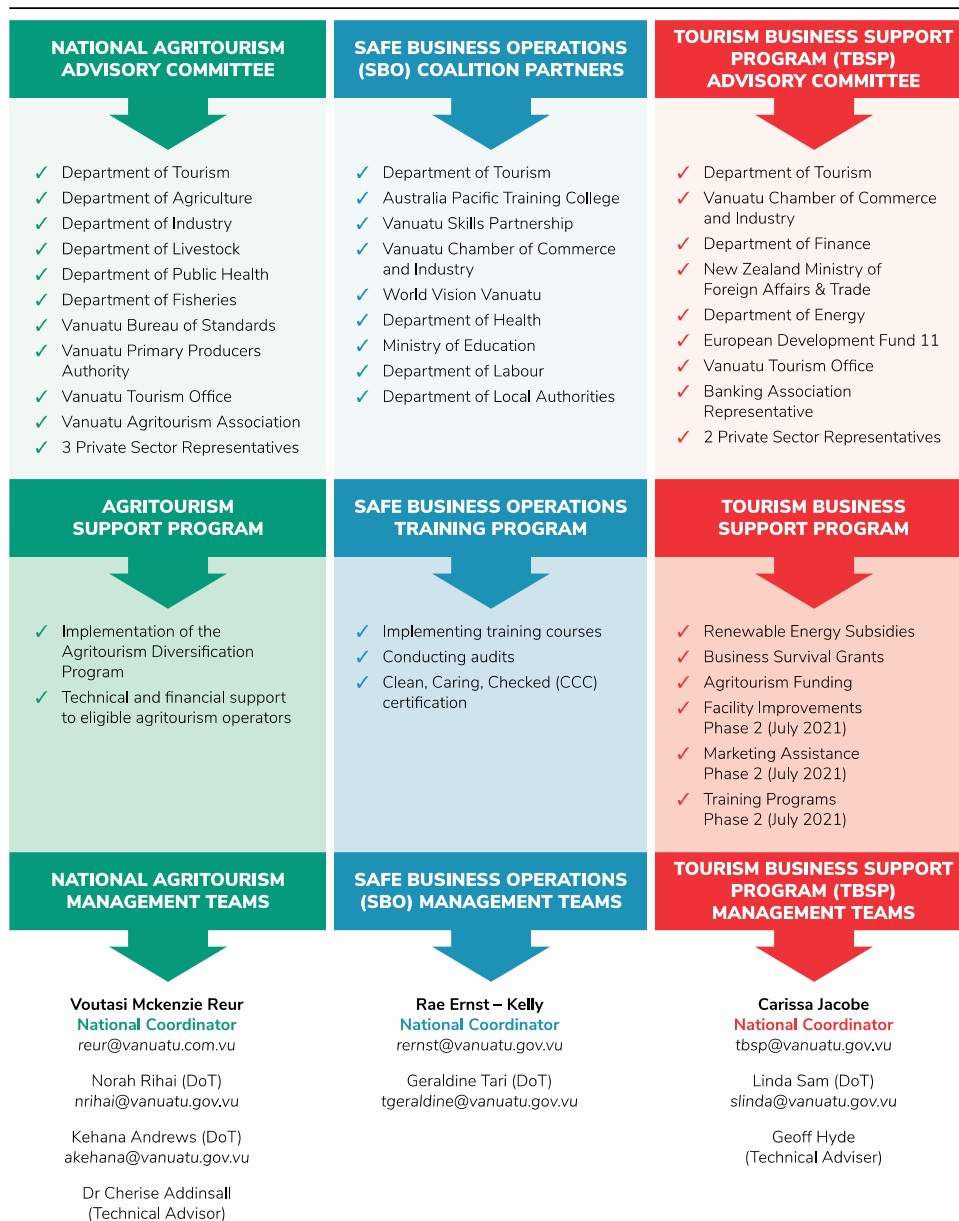 NATIONAL AGRITOURISM
ADVISORY COMMITTEE
✓ Department of Tourism
✓ Department of Agriculture
✓ Department of Industry
✓ Department of Livestock
✓ Department of Public Health
✓ Department of Fisheries
✓ Vanuatu Bureau of Standards
✓ Vanuatu Primary Producers
Authority
✓ Vanuatu Tourism Office
✓ Vanuatu Agritourism Association
✓ 3 Private Sector Representatives
AGRITOURISM
SUPPORT PROGRAM
✓ Implementation of the
Agritourism Diversification
Program
✓ Technical and financial support
to eligible agritourism operators
NATIONAL AGRITOURISM
MANAGEMENT TEAMS
Voutasi Mckenzie Reur
National Coordinator
reur@vanuatu.com.vu
Norah Rihai (DoT)
nrihai@vanuatu.gov.vu
Kehana Andrews (DoT)
akehana@vanuatu.gov.vu
Dr Cherise Addinsall
(Technical Advisor)
SAFE BUSINESS OPERATIONS
(SBO) COALITION PARTNERS
✓ Department of Tourism
✓ Australia Pacific Training College
✓ Vanuatu Skills Partnership
✓ Vanuatu Chamber of Commerce
and Industry
✓ World Vision Vanuatu
✓ Department of Health
✓ Ministry of Education
✓ Department of Labour
✓ Department of Local Authorities
SAFE BUSINESS OPERATIONS
TRAINING PROGRAM
✓ Implementing training courses
✓ Conducting audits
✓ Clean, Caring, Checked (CCC)
certification
SAFE BUSINESS OPERATIONS
(SBO) MANAGEMENT TEAMS
Rae Ernst – Kelly
National Coordinator
rernst@vanuatu.gov.vu
Geraldine Tari (DoT)
tgeraldine@vanuatu.gov.vu
TOURISM BUSINESS SUPPORT
PROGRAM (TBSP)
ADVISORY COMMITTEE
✓ Department of Tourism
✓ Vanuatu Chamber of Commerce
and Industry
✓ Department of Finance
✓ New Zealand Ministry of
Foreign Affairs & Trade
✓ Department of Energy
✓ European Development Fund 11
✓ Vanuatu Tourism Office
✓ Banking Association
Representative
✓ 2 Private Sector Representatives
TOURISM BUSINESS
SUPPORT PROGRAM
✓ Renewable Energy Subsidies
✓ Business Survival Grants
✓ Agritourism Funding
✓ Facility Improvements
Phase 2 (July 2021)
✓ Marketing Assistance
Phase 2 (July 2021)
✓ Training Programs
Phase 2 (July 2021)
TOURISM BUSINESS SUPPORT
PROGRAM (TBSP)
MANAGEMENT TEAMS
Carissa Jacobe
National Coordinator
tbsp@vanuatu.gov.vu
Linda Sam (DoT)
slinda@vanuatu.gov.vu
Geoff Hyde
(Technical Adviser)